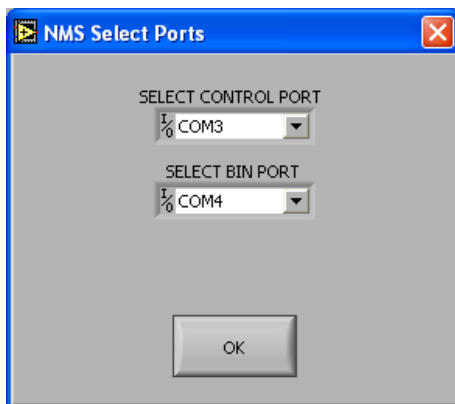 NMS Select Ports
SELECT CONTROL PORT
I/O COM3
SELECT BIN PORT
I/O COM4
OK